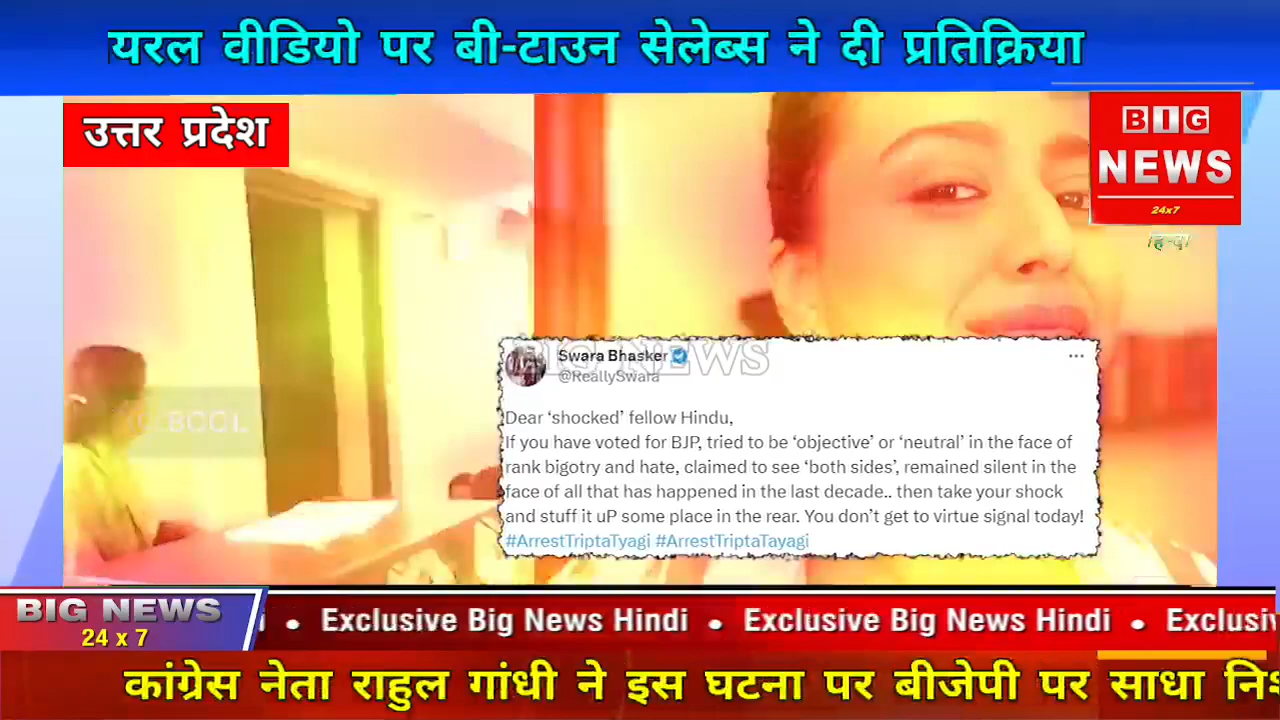 यरल वीडियो पर बी-टाउन सेलेब्स ने दी प्रतिक्रिया
उत्तर प्रदेश
BIG
NEWS
24x7
हिन्दी
BIG NEWS
Swara Bhasker
@ReallySwara
BCCL
Dear ‘shocked’ fellow Hindu,
If you have voted for BJP, tried to be ‘objective’ or ‘neutral’ in the face of
rank bigotry and hate, claimed to see ‘both sides’, remained silent in the
face of all that has happened in the last decade.. then take your shock
and stuff it uP some place in the rear. You don’t get to virtue signal today!
#ArrestTriptaTyagi #ArrestTriptaTayagi
BIG NEWS
24 x 7
i • Exclusive Big News Hindi • Exclusive Big News Hindi • Exclusiv
कांग्रेस नेता राहुल गांधी ने इस घटना पर बीजेपी पर साधा